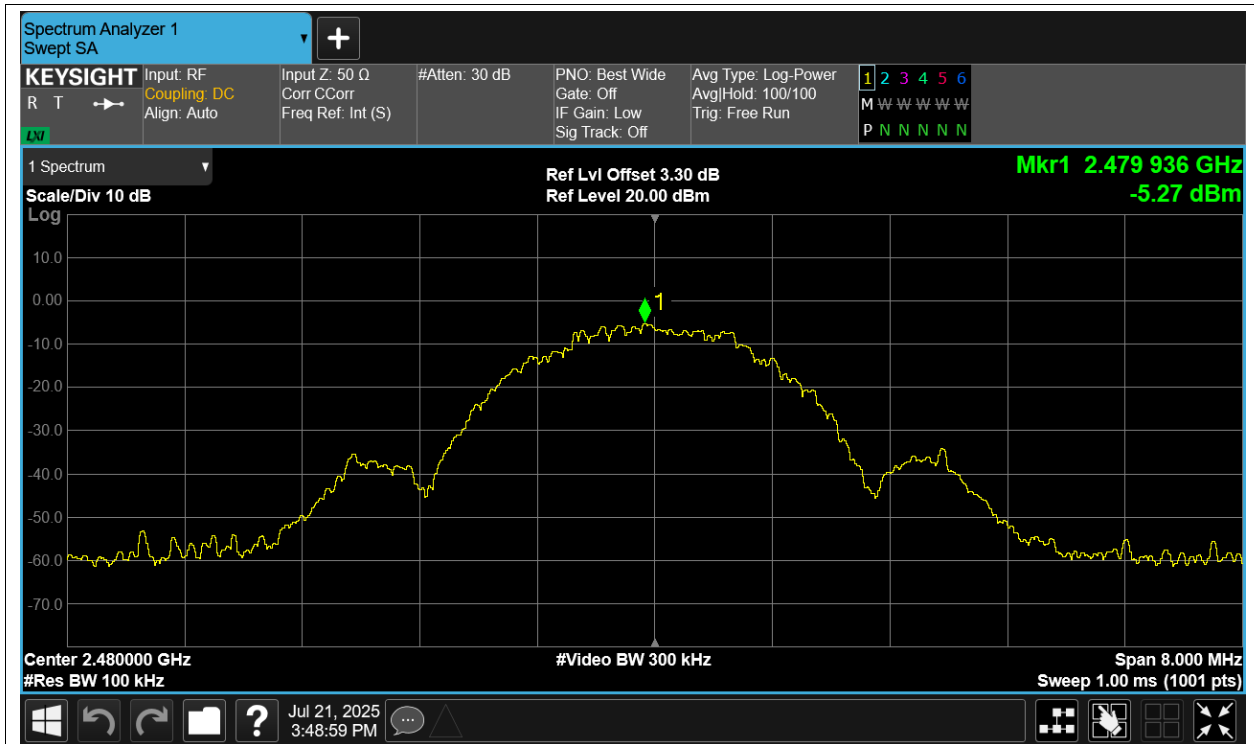 Spectrum Analyzer 1
Swept SA
+
KEYSIGHT
R T
LXI
Input: RF
Coupling: DC
Align: Auto
Input Z: 50 Ω
Corr CCorr
Freq Ref: Int (S)
#Atten: 30 dB
PNO: Best Wide
Gate: Off
IF Gain: Low
Sig Track: Off
Avg Type: Log-Power
Avg|Hold: 100/100
Trig: Free Run
1 2 3 4 5 6
M W W W W W
P N N N N N
1 Spectrum
Scale/Div 10 dB
Log
Ref Lvl Offset 3.30 dB
Ref Level 20.00 dBm
Mkr1 2.479 936 GHz
-5.27 dBm
10.0
0.00
-10.0
-20.0
-30.0
-40.0
-50.0
-60.0
-70.0
1
Center 2.480000 GHz
#Res BW 100 kHz
#Video BW 300 kHz
Span 8.000 MHz
Sweep 1.00 ms (1001 pts)
?
Jul 21, 2025
3:48:59 PM